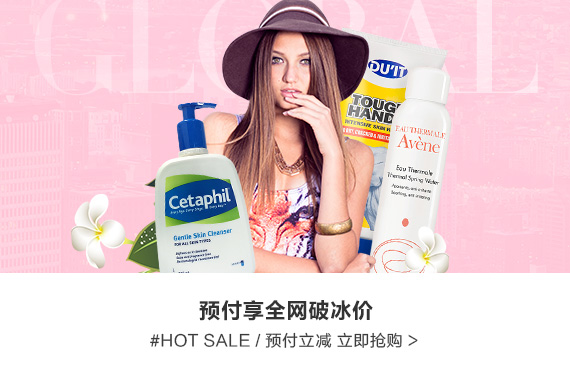 GLOBAL
DU'IT
TOUGH
HANDS
INTENSIVE SKIN
Cetaphil
Gentle Skin Cleanser
FOR ALL SKIN TYPES
EAU THERMALE
Avène
Eau Thermale
Thermal Spring Water
预付享全网破冰价
#HOT SALE / 预付立减 立即抢购 >